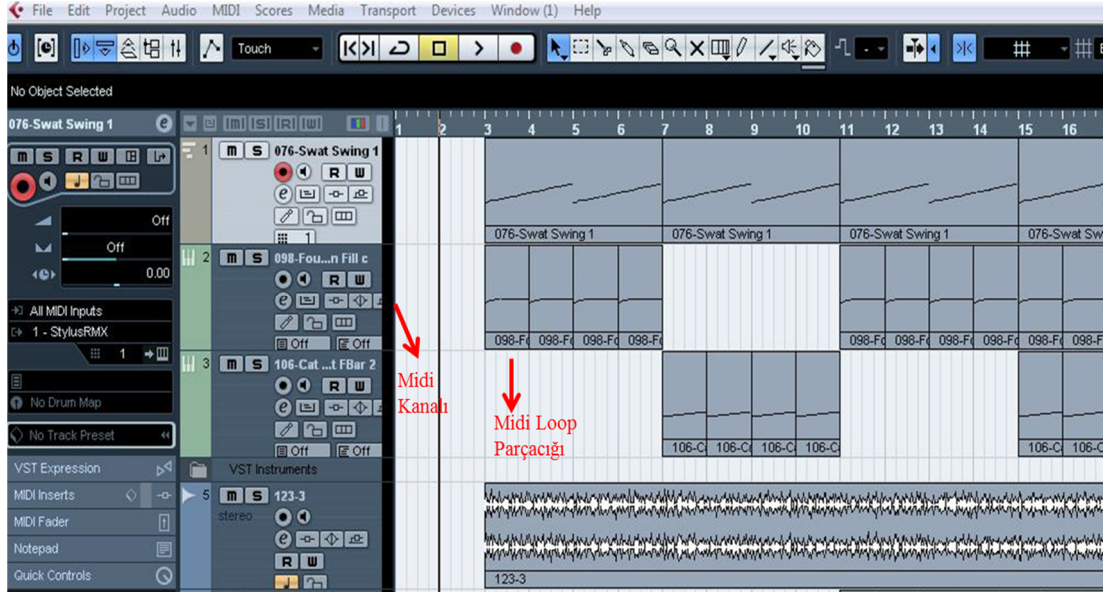 File Edit Project Audio MIDI Scores Media Transport Devices Window (1) Help
Touch
No Object Selected
076-Swat Swing 1
1 2 3 4 5 6 7 8 9 10 11 12 13 14 15 16
m S R W
Off
Off
0.00
All MIDI Inputs
1 - StylusRMX
1
No Drum Map
No Track Preset
VST Expression
MIDI Inserts
MIDI Fader
Notepad
Quick Controls
1 m S 076-Swat Swing 1
R W
e
1
2 m S 098-Fou...n Fill c
R W
e
Off Off
3 m S 106-Cat ...t FBar 2
R W
e
Off Off
VST Instruments
5 m S 123-3
stereo
e
R W
076-Swat Swing 1 076-Swat Swing 1 076-Swat Swing 1 076-Swat Sw
098-Fo 098-Fo 098-Fo 098-Fo 098-Fo 098-Fo 098-Fo 098-Fo 098-Fo 098-F
Midi
Kanalı
Midi Loop
Parçacığı
106-C 106-C 106-C 106-C 106-C 106-C
123-3